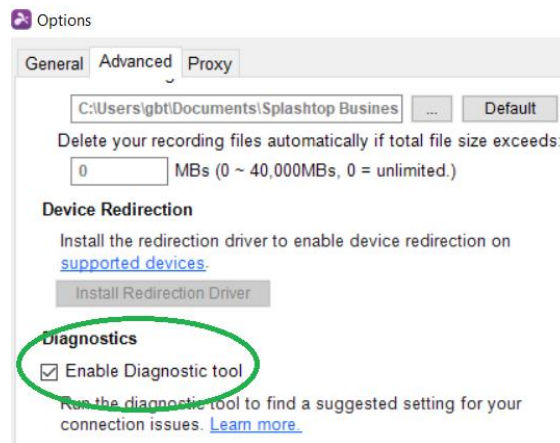 Options
General Advanced Proxy
C:\Users\gbt\Documents\Splashtop Busines ... Default
Delete your recording files automatically if total file size exceeds:
0 MBs (0 ~ 40,000MBs, 0 = unlimited.)
Device Redirection
Install the redirection driver to enable device redirection on
supported devices.
Install Redirection Driver
Diagnostics
Enable Diagnostic tool
Run the diagnostic tool to find a suggested setting for your
connection issues. Learn more.